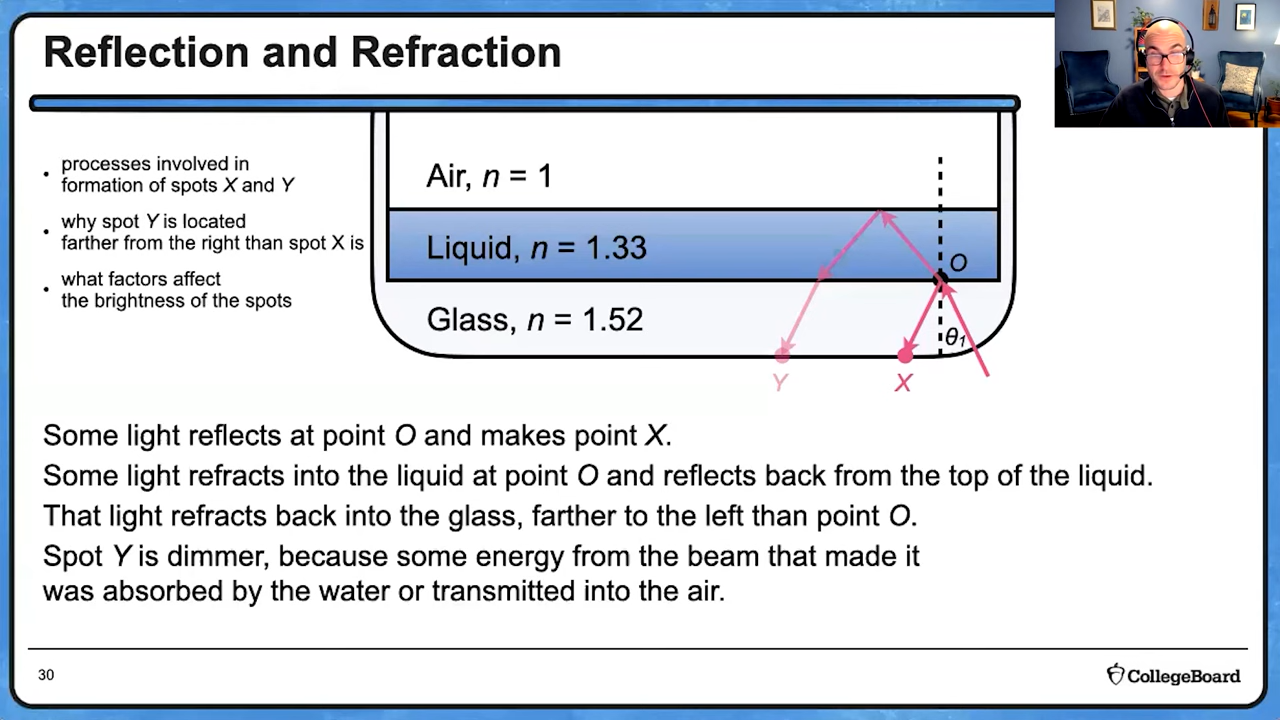 Reflection and Refraction
• processes involved in
formation of spots X and Y
• why spot Y is located
farther from the right than spot X is
• what factors affect
the brightness of the spots
Air, n = 1
Liquid, n = 1.33
O
Glass, n = 1.52
θ₁
Y
X
Some light reflects at point O and makes point X.
Some light refracts into the liquid at point O and reflects back from the top of the liquid.
That light refracts back into the glass, farther to the left than point O.
Spot Y is dimmer, because some energy from the beam that made it
was absorbed by the water or transmitted into the air.
30
CollegeBoard